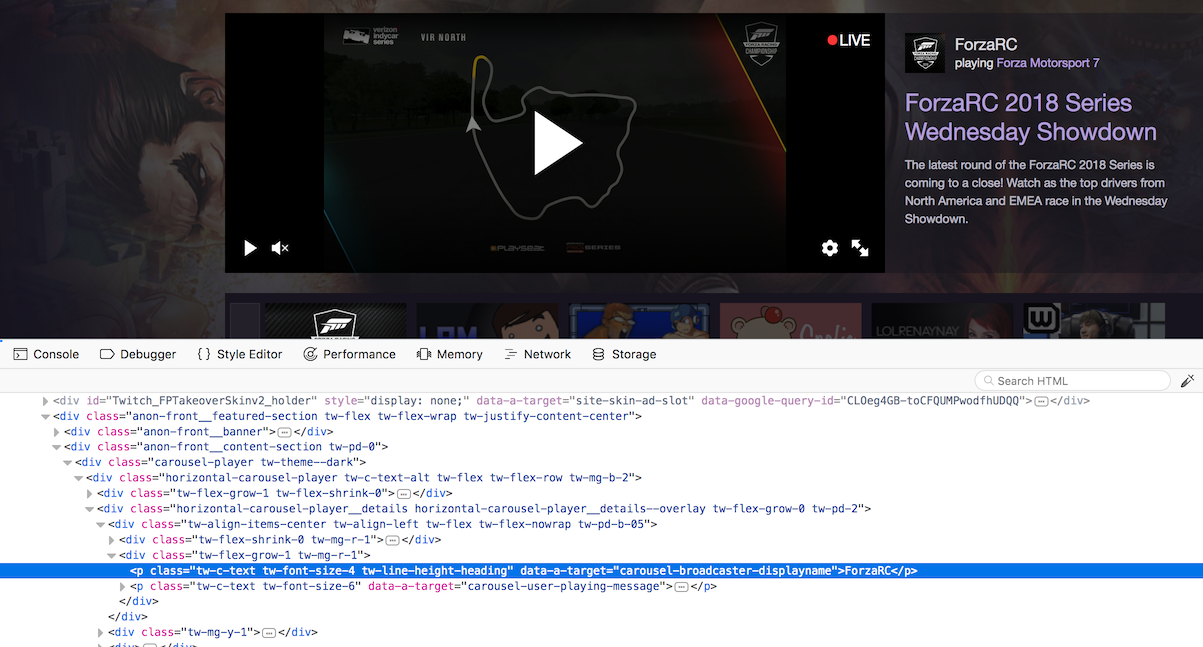 verizon
indycar
series
VIR NORTH
FORZA RACING
CHAMPIONSHIP
LIVE
PLAYSEAT
SERIES
ForzaRC
playing Forza Motorsport 7
ForzaRC 2018 Series
Wednesday Showdown
The latest round of the ForzaRC 2018 Series is
coming to a close! Watch as the top drivers from
North America and EMEA race in the Wednesday
Showdown.
LOLRENAYNAY
W
Console Debugger { } Style Editor Performance Memory Network Storage
Search HTML
<div id="Twitch_FPTakeoverSkinv2_holder" style="display: none;" data-a-target="site-skin-ad-slot" data-google-query-id="CLOeg4GB-toCFQUMPwodfhUDQQ">…</div>
<div class="anon-front__featured-section tw-flex tw-flex-wrap tw-justify-content-center">
<div class="anon-front__banner">…</div>
<div class="anon-front__content-section tw-pd-0">
<div class="carousel-player tw-theme--dark">
<div class="horizontal-carousel-player tw-c-text-alt tw-flex tw-flex-row tw-mg-b-2">
<div class="tw-flex-grow-1 tw-flex-shrink-0">…</div>
<div class="horizontal-carousel-player__details horizontal-carousel-player__details--overlay tw-flex-grow-0 tw-pd-2">
<div class="tw-align-items-center tw-align-left tw-flex tw-flex-nowrap tw-pd-b-05">
<div class="tw-flex-shrink-0 tw-mg-r-1">…</div>
<div class="tw-flex-grow-1 tw-mg-r-1">
<p class="tw-c-text tw-font-size-4 tw-line-height-heading" data-a-target="carousel-broadcaster-displayname">ForzaRC</p>
<p class="tw-c-text tw-font-size-6" data-a-target="carousel-user-playing-message">…</p>
</div>
</div>
<div class="tw-mg-y-1">…</div>